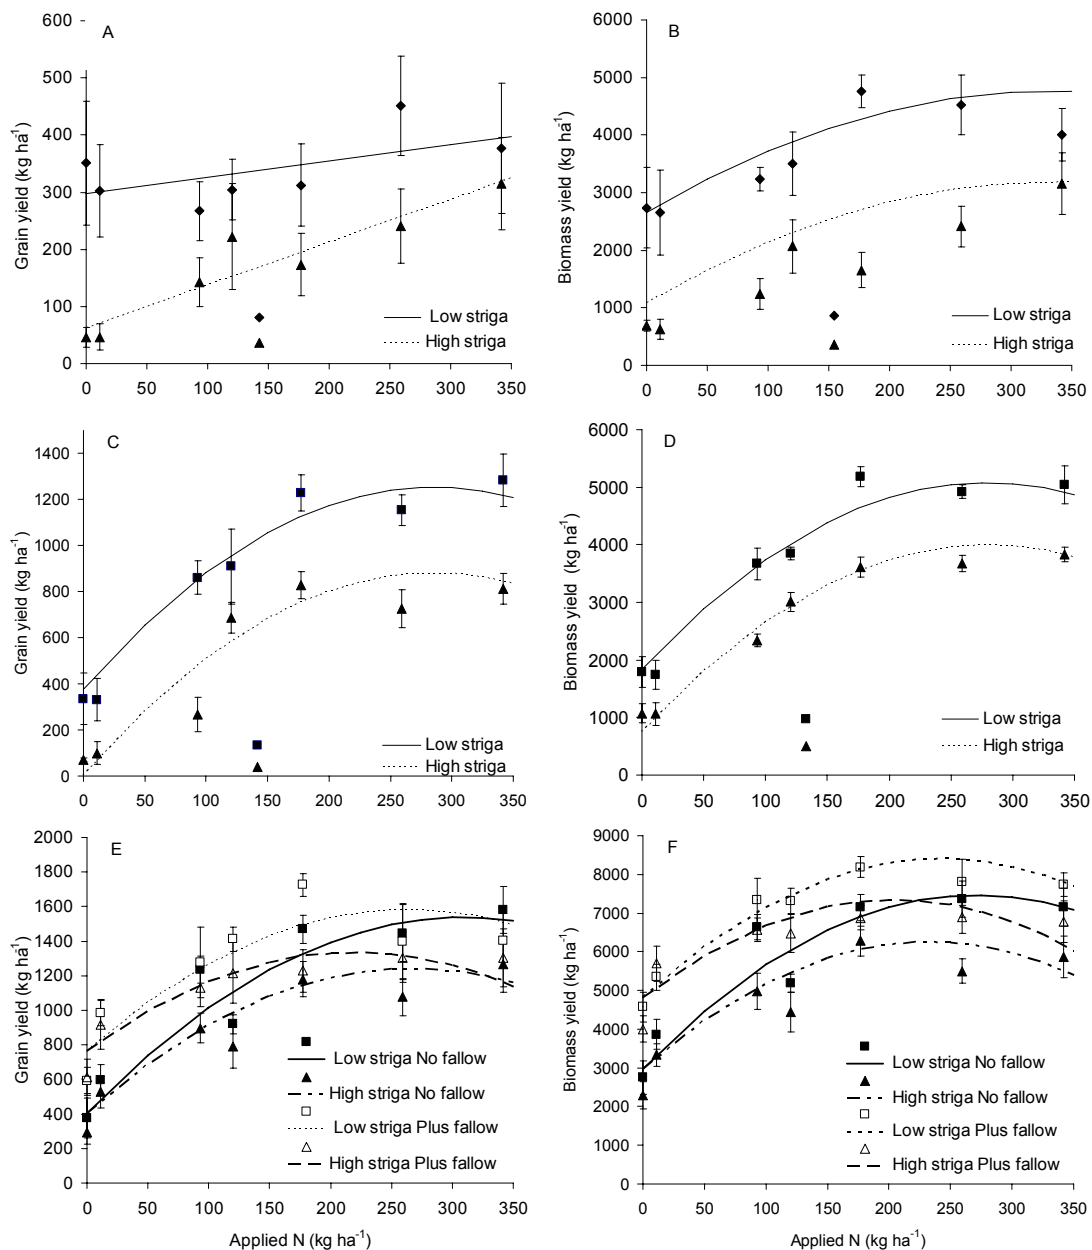 A
Grain yield (kg ha-1)
600
500
400
300
200
100
0
0 50 100 150 200 250 300 350
Low striga
High striga
B
Biomass yield (kg ha-1)
6000
5000
4000
3000
2000
1000
0
0 50 100 150 200 250 300 350
Low striga
High striga
C
Grain yield (kg ha-1)
1400
1200
1000
800
600
400
200
0
0 50 100 150 200 250 300 350
Low striga
High striga
D
Biomass yield (kg ha-1)
6000
5000
4000
3000
2000
1000
0
0 50 100 150 200 250 300 350
Low striga
High striga
E
Grain yield (kg ha-1)
2000
1800
1600
1400
1200
1000
800
600
400
200
0
0 50 100 150 200 250 300 350
Applied N (kg ha-1)
Low striga No fallow
High striga No fallow
Low striga Plus fallow
High striga Plus fallow
F
Biomass yield (kg ha-1)
9000
8000
7000
6000
5000
4000
3000
2000
1000
0
0 50 100 150 200 250 300 350
Applied N (kg ha-1)
Low striga No fallow
High striga No fallow
Low striga Plus fallow
High striga Plus fallow